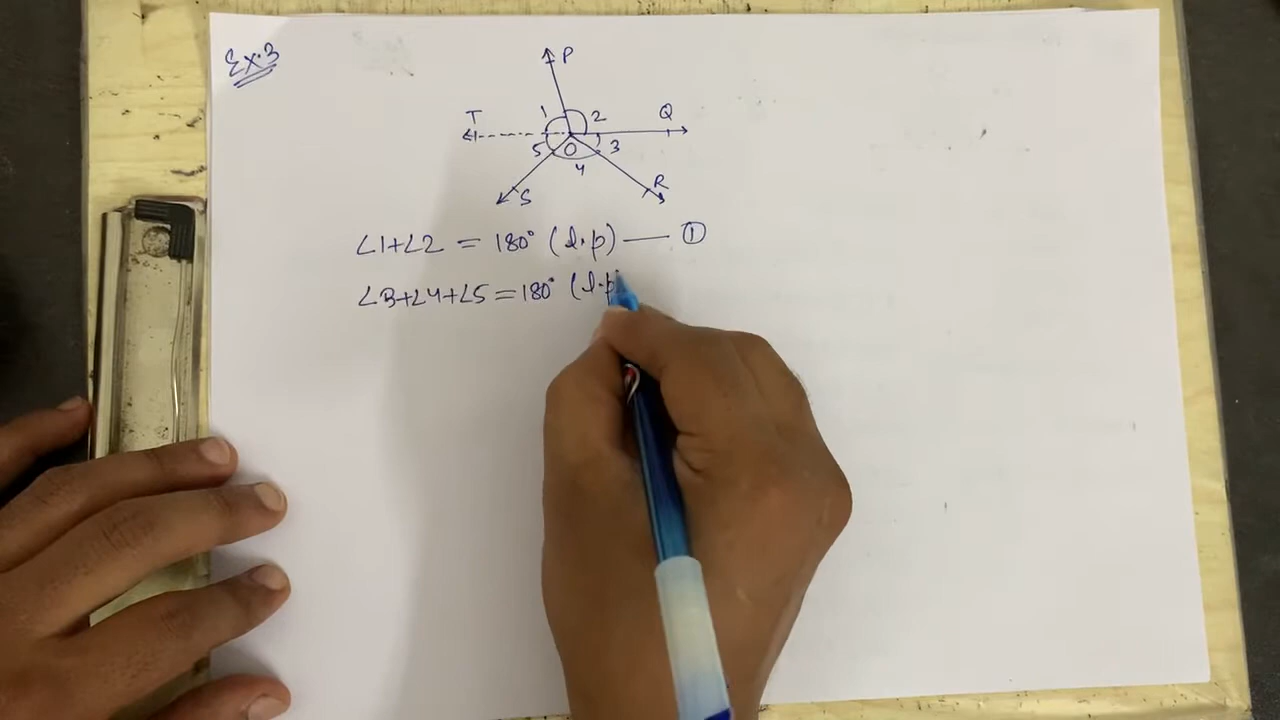 Ex.3
P
T 1 2 Q
5 O 3
4
S R
∠1+∠2 = 180° (l.p) — ①
∠3+∠4+∠5 = 180° (l.p